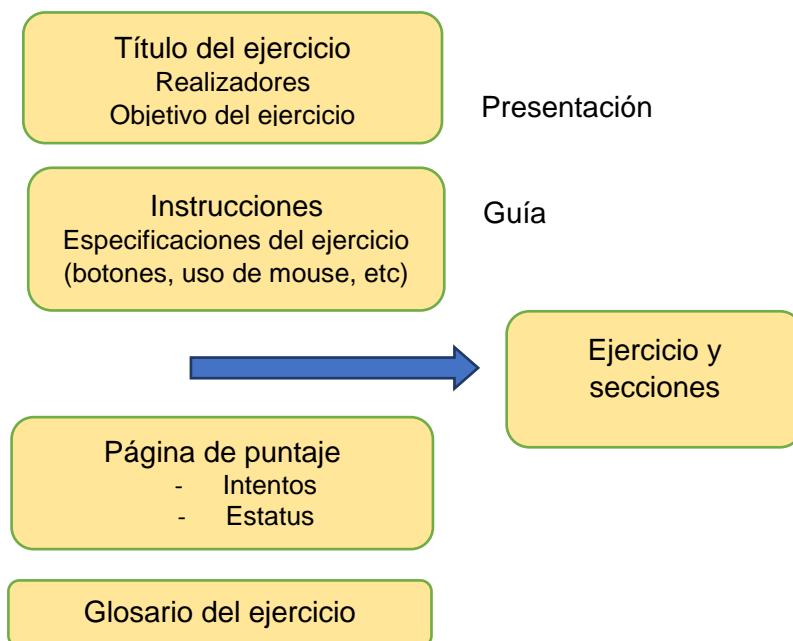 Título del ejercicio
Realizadores
Objetivo del ejercicio
Presentación
Instrucciones
Especificaciones del ejercicio
(botones, uso de mouse, etc)
Guía
Ejercicio y
secciones
Página de puntaje
- Intentos
- Estatus
Glosario del ejercicio